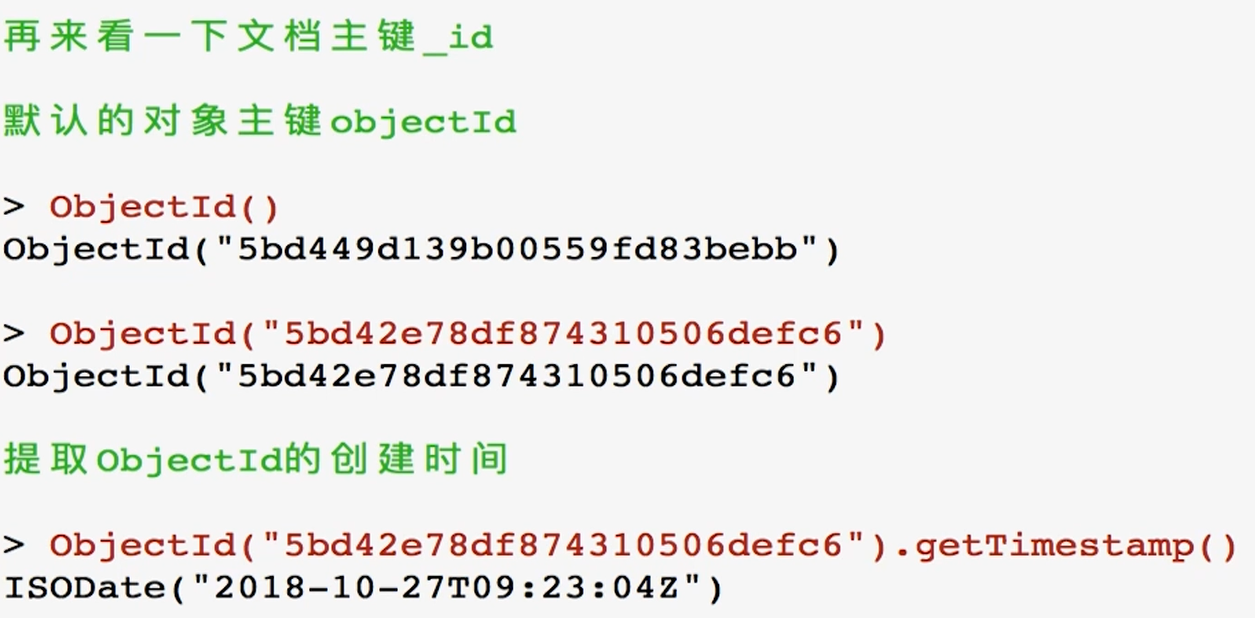 再来看一下文档主键_id
默认的对象主键objectId
> ObjectId()
ObjectId("5bd449d139b00559fd83bebb")
> ObjectId("5bd42e78df874310506defc6")
ObjectId("5bd42e78df874310506defc6")
提取ObjectId的创建时间
> ObjectId("5bd42e78df874310506defc6").getTimestamp()
ISODate("2018-10-27T09:23:04Z")